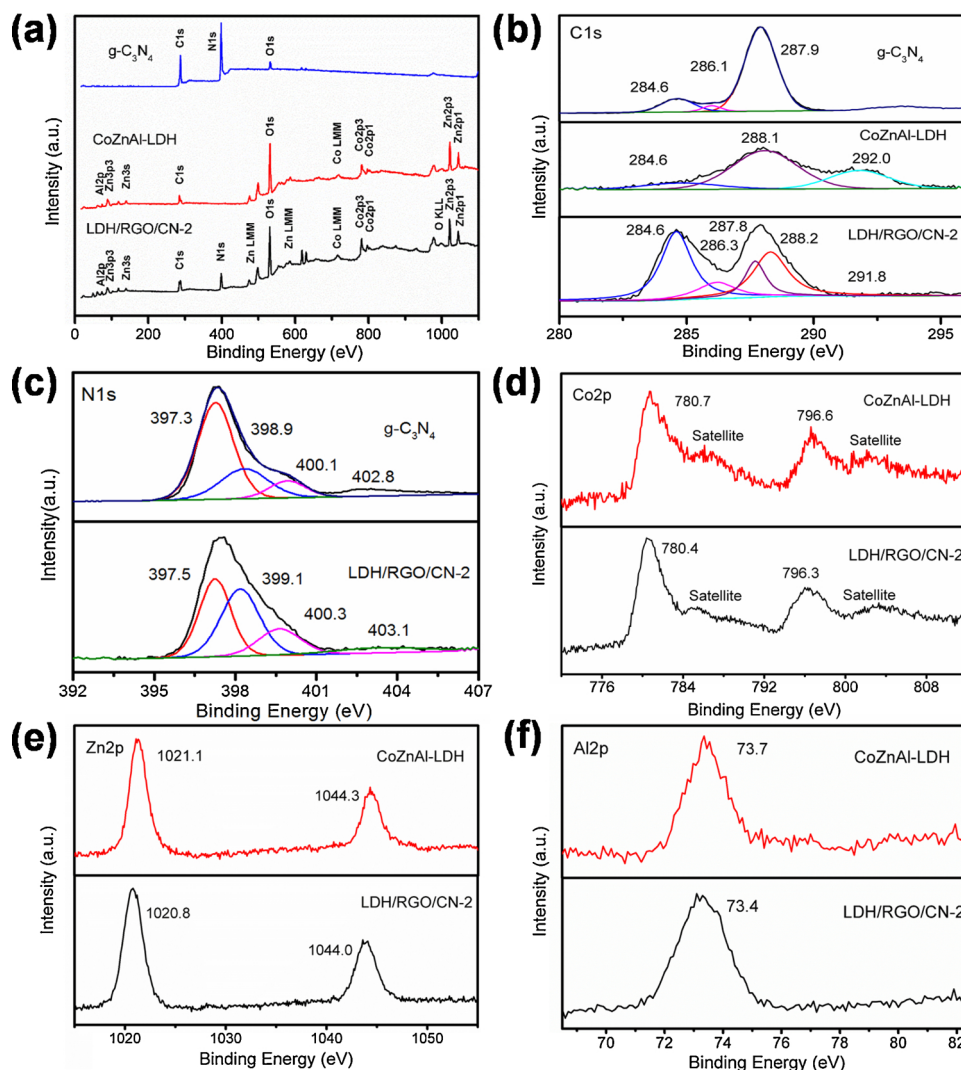 (a)
g-C3N4
C1s
N1s
O1s
CoZnAl-LDH
Al2p
Zn3p3
Zn3s
C1s
O1s
Co LMM
Co2p3
Co2p1
Zn2p3
Zn2p1
LDH/RGO/CN-2
Al2p
Zn3p3
Zn3s
C1s
N1s
Zn LMM
O1s
Zn LMM
Co LMM
Co2p3
Co2p1
O KLL
Zn2p3
Zn2p1
Intensity (a.u.)
0 200 400 600 800 1000
Binding Energy (eV)
(b)
C1s
g-C3N4
284.6
286.1
287.9
CoZnAl-LDH
284.6
288.1
292.0
LDH/RGO/CN-2
284.6
286.3
287.8
288.2
291.8
Intensity (a.u.)
280 285 290 295
Binding Energy (eV)
(c)
N1s
g-C3N4
397.3
398.9
400.1
402.8
LDH/RGO/CN-2
397.5
399.1
400.3
403.1
Intensity(a.u.)
392 395 398 401 404 407
Binding Energy (eV)
(d)
Co2p
CoZnAl-LDH
780.7
Satellite
796.6
Satellite
LDH/RGO/CN-2
780.4
Satellite
796.3
Satellite
Intensity (a.u.)
776 784 792 800 808
Binding Energy (eV)
(e)
Zn2p
1021.1
CoZnAl-LDH
1044.3
LDH/RGO/CN-2
1020.8
1044.0
Intensity (a.u.)
1020 1030 1040 1050
Binding Energy (eV)
(f)
Al2p
73.7
CoZnAl-LDH
73.4
LDH/RGO/CN-2
Intensity (a.u.)
70 72 74 76 78 80 82
Binding Energy (eV)